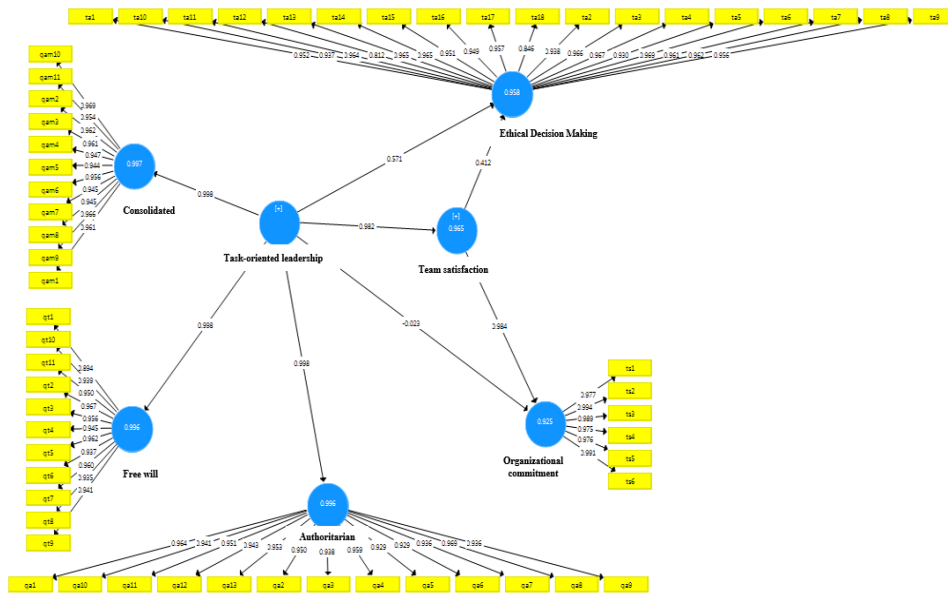 ta1 ta10 ta11 ta12 ta13 ta14 ta15 ta16 ta17 ta18 ta2 ta3 ta4 ta5 ta6 ta7 ta8 ta9
0.952 0.937 0.964 0.812 0.965 0.965 0.951 0.949 0.957 0.846 0.938 0.966 0.967 0.930 0.969 0.961 0.962 0.956
0.958
Ethical Decision Making
qam10
qam11
qam2
qam3
qam4
qam5
qam6
qam7
qam8
qam9
qam1
0.969
0.954
0.962
0.961
0.947
0.944
0.956
0.945
0.945
0.966
0.961
0.997
Consolidated
0.571
0.412
0.998
[+]
Task-oriented leadership
0.982
[+]
0.965
Team satisfaction
0.998
0.998
-0.023
0.984
qt1
qt10
qt11
qt2
qt3
qt4
qt5
qt6
qt7
qt8
qt9
0.894
0.939
0.950
0.967
0.956
0.945
0.962
0.937
0.960
0.935
0.941
0.996
Free will
0.925
Organizational
commitment
ts1
ts2
ts3
ts4
ts5
ts6
0.977
0.994
0.989
0.975
0.976
0.991
0.996
Authoritarian
0.964 0.941 0.951 0.943 0.953 0.950 0.938 0.959 0.929 0.929 0.936 0.969 0.936
qa1 qa10 qa11 qa12 qa13 qa2 qa3 qa4 qa5 qa6 qa7 qa8 qa9